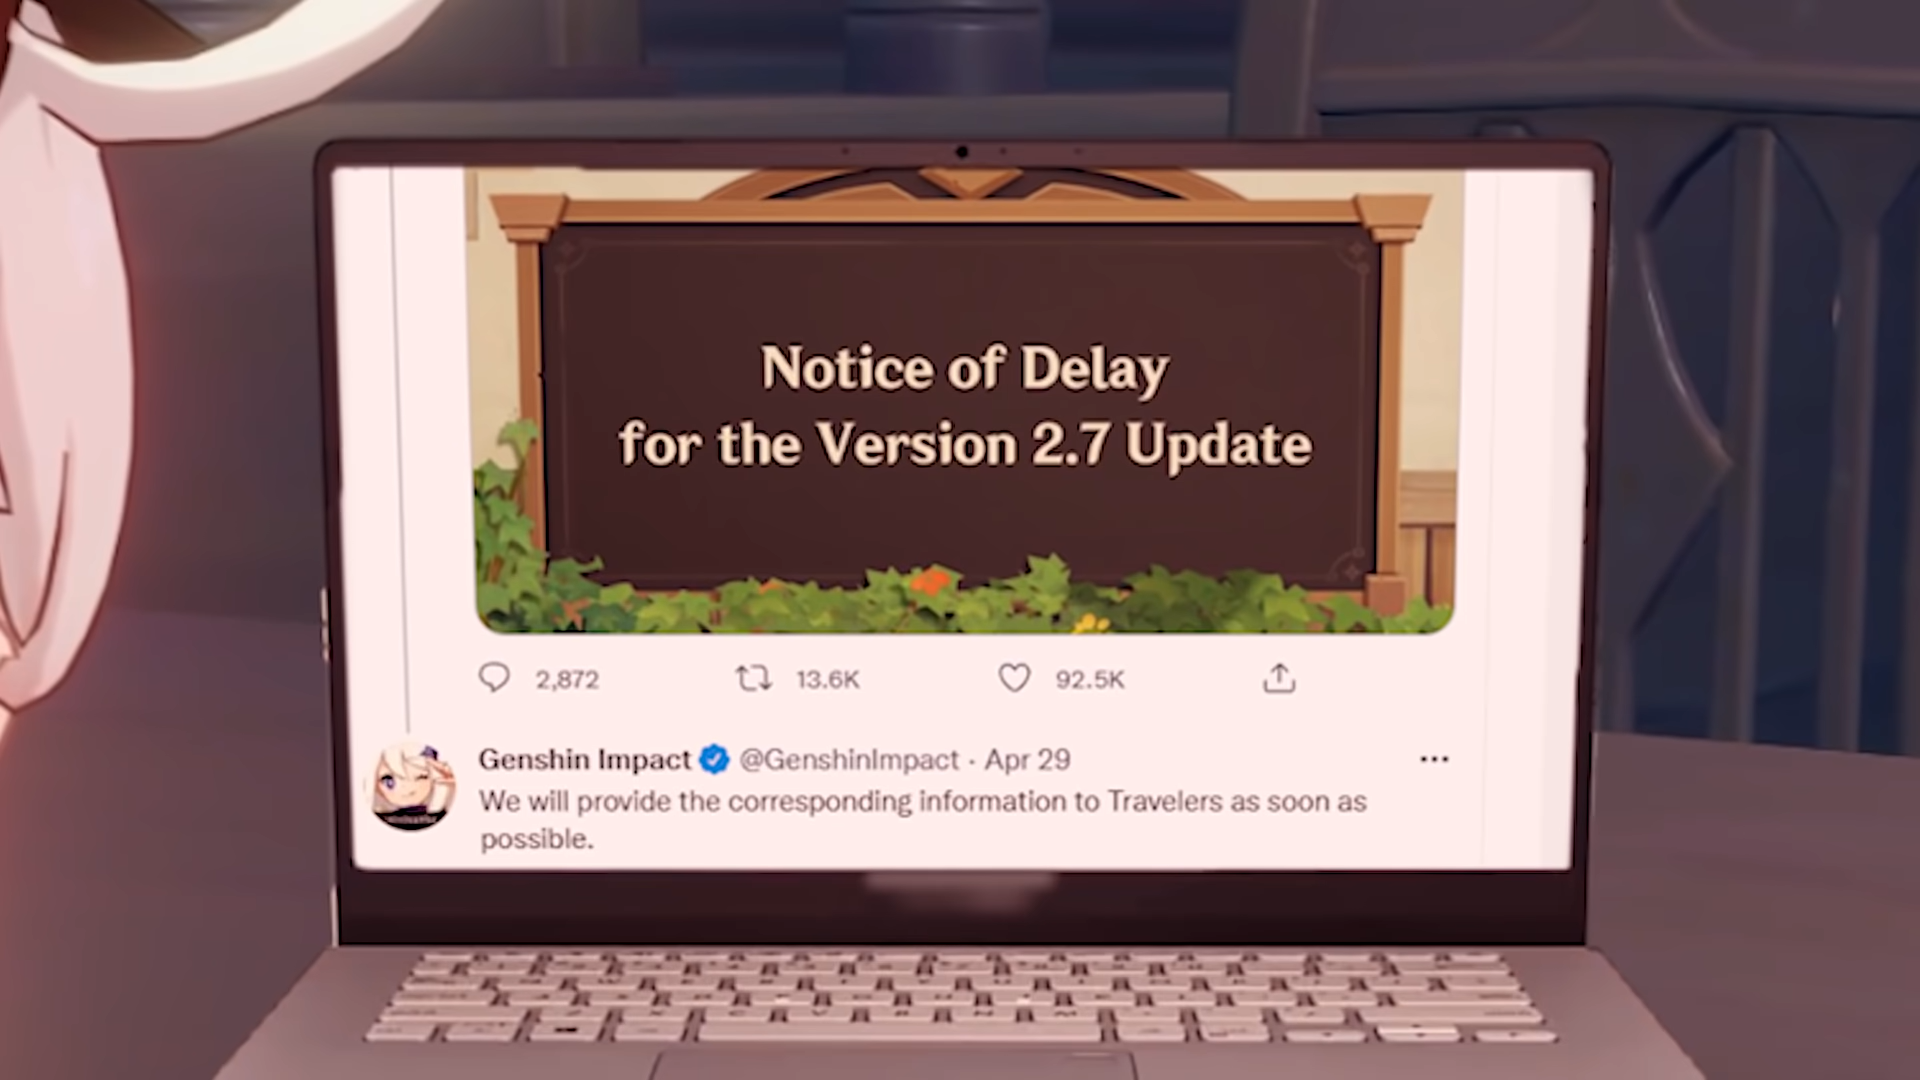 Notice of Delay
for the Version 2.7 Update
2,872 13.6K 92.5K
Genshin Impact @GenshinImpact · Apr 29
We will provide the corresponding information to Travelers as soon as
possible.